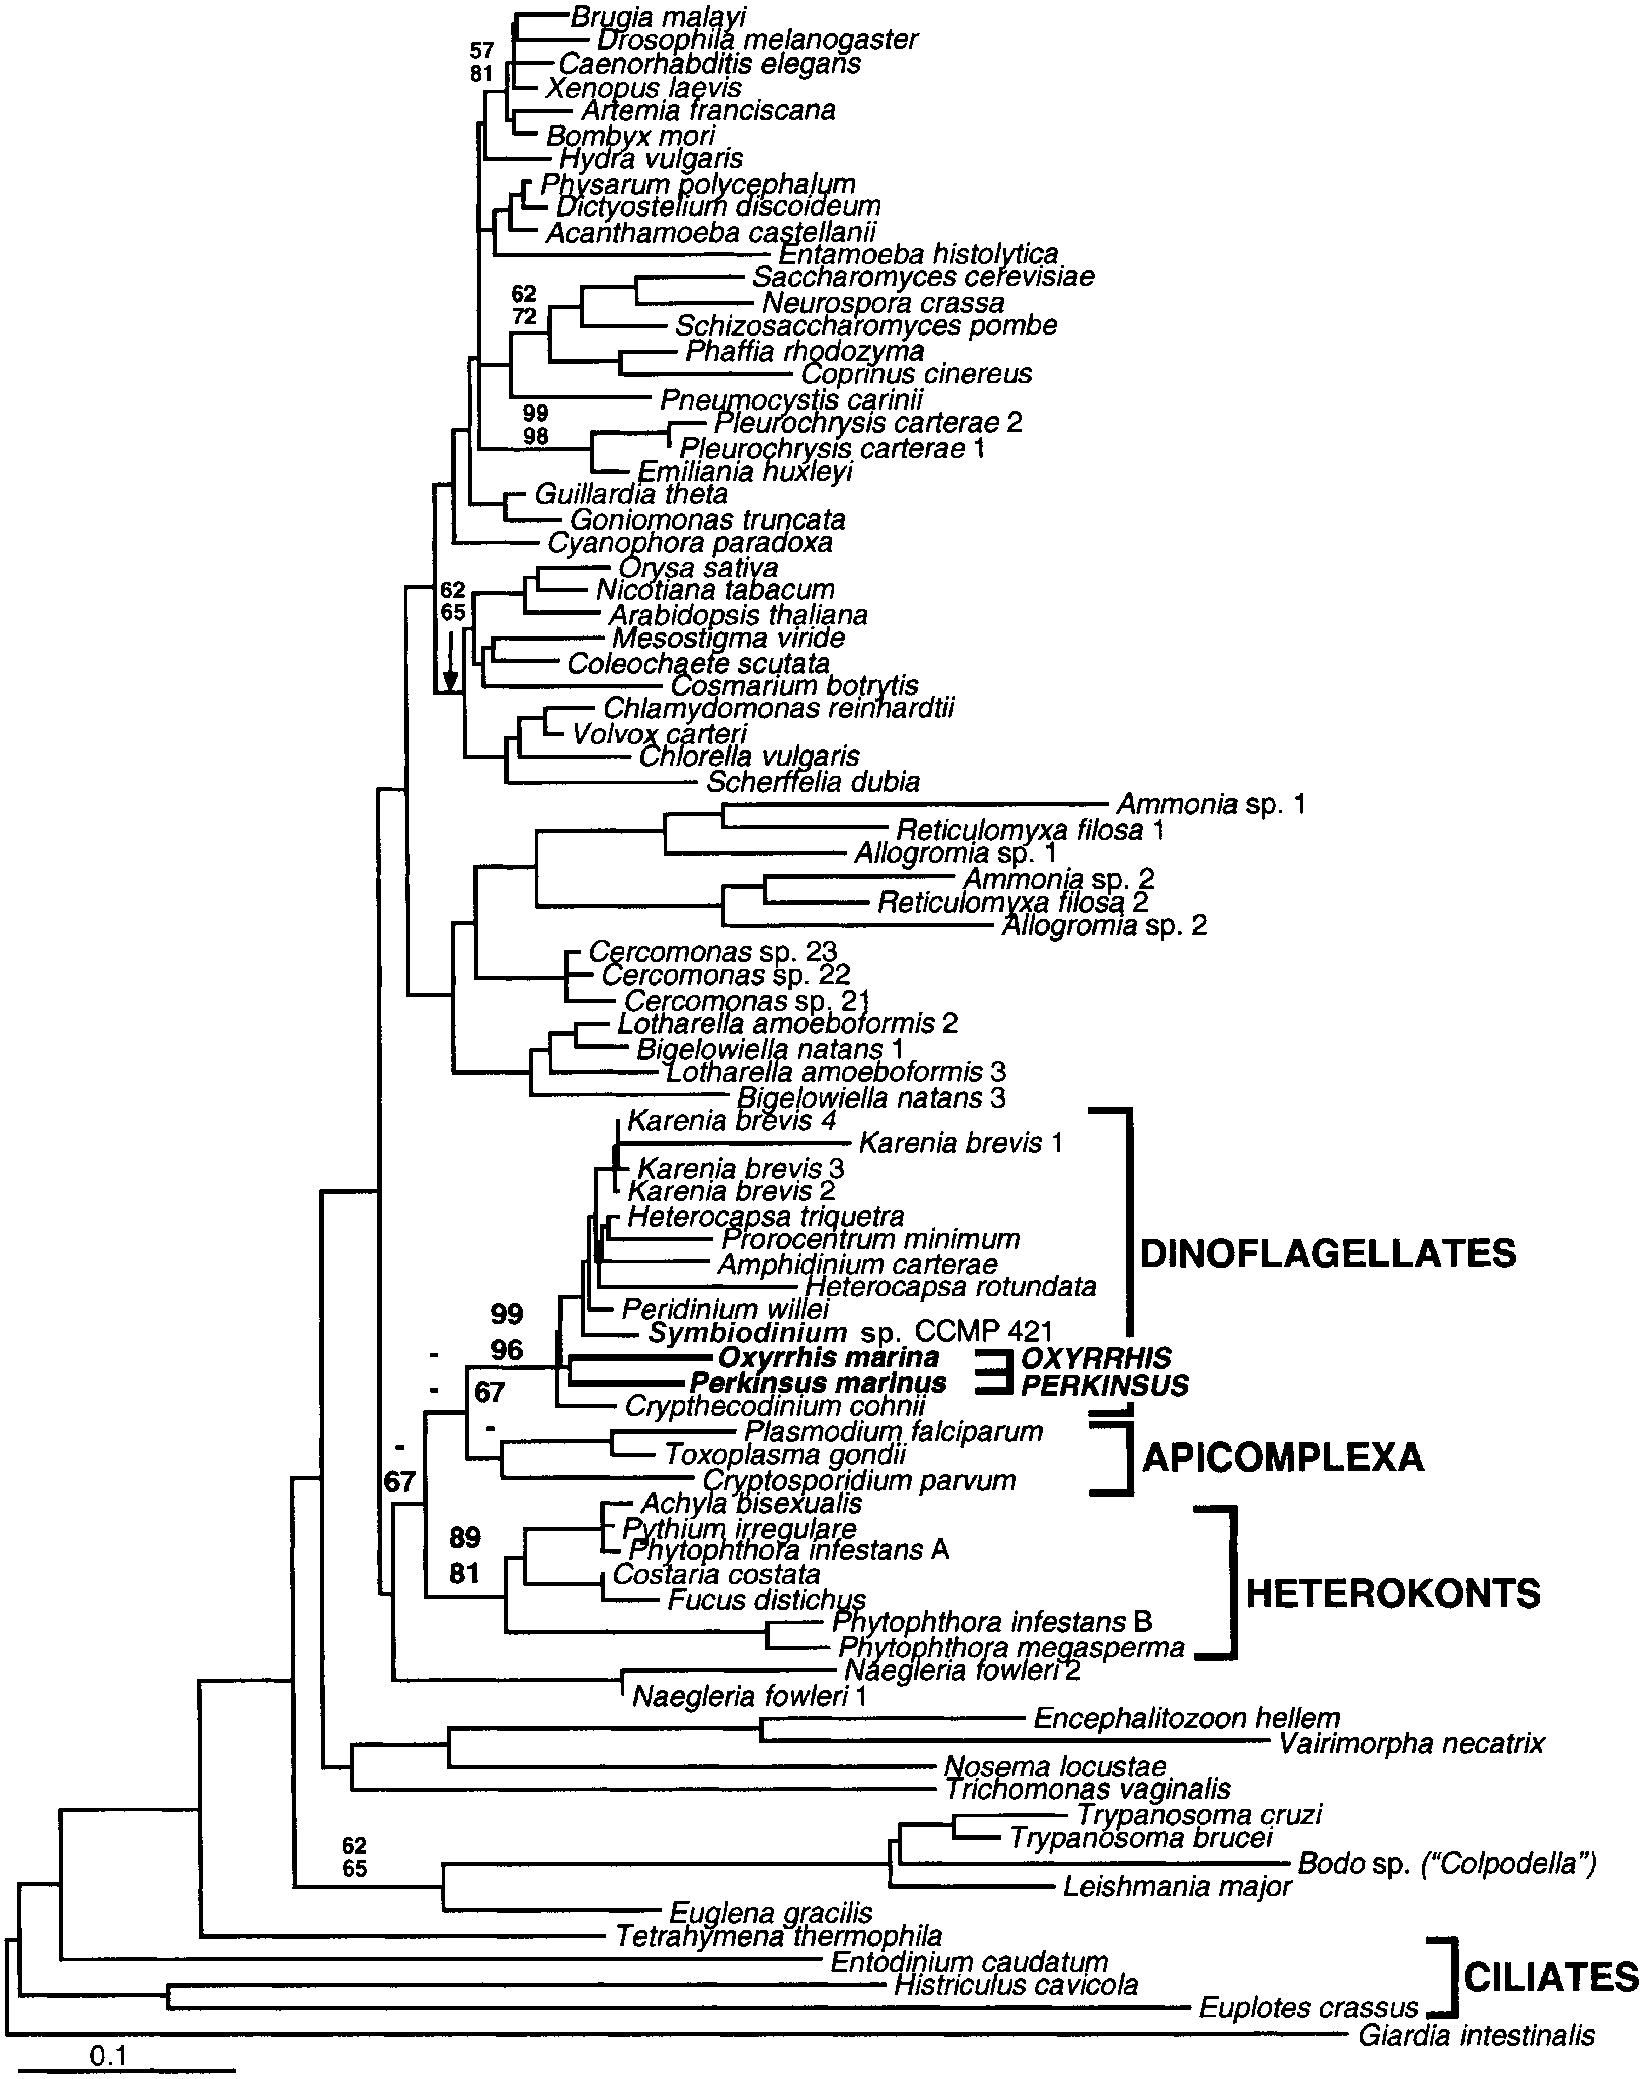 Brugia malayi
Drosophila melanogaster
57
Caenorhabditis elegans
81
Xenopus laevis
Artemia franciscana
Bombyx mori
Hydra vulgaris
Physarum polycephalum
Dictyostelium discoideum
Acanthamoeba castellanii
Entamoeba histolytica
Saccharomyces cerevisiae
62
Neurospora crassa
72
Schizosaccharomyces pombe
Phaffia rhodozyma
Coprinus cinereus
Pneumocystis carinii
99
Pleurochrysis carterae 2
98
Pleurochrysis carterae 1
Emiliania huxleyi
Guillardia theta
Goniomonas truncata
Cyanophora paradoxa
Orysa sativa
62
Nicotiana tabacum
65
Arabidopsis thaliana
Mesostigma viride
Coleochaete scutata
Cosmarium botrytis
Chlamydomonas reinhardtii
Volvox carteri
Chlorella vulgaris
Scherffelia dubia
Ammonia sp. 1
Reticulomyxa filosa 1
Allogromia sp. 1
Ammonia sp. 2
Reticulomyxa filosa 2
Allogromia sp. 2
Cercomonas sp. 23
Cercomonas sp. 22
Cercomonas sp. 21
Lotharella amoeboformis 2
Bigelowiella natans 1
Lotharella amoeboformis 3
Bigelowiella natans 3
Karenia brevis 4
Karenia brevis 1
Karenia brevis 3
Karenia brevis 2
Heterocapsa triquetra
Prorocentrum minimum
DINOFLAGELLATES
Amphidinium carterae
Heterocapsa rotundata
Peridinium willei
99
Symbiodinium sp. CCMP 421
96
-
Oxyrrhis marina
OXYRRHIS
Perkinsus marinus
PERKINSUS
-
67
Crypthecodinium cohnii
-
Plasmodium falciparum
-
Toxoplasma gondii
APICOMPLEXA
67
Cryptosporidium parvum
Achyla bisexualis
89
Pythium irregulare
Phytophthora infestans A
81
Costaria costata
Fucus distichus
HETEROKONTS
Phytophthora infestans B
Phytophthora megasperma
Naegleria fowleri 2
Naegleria fowleri 1
Encephalitozoon hellem
Vairimorpha necatrix
Nosema locustae
Trichomonas vaginalis
Trypanosoma cruzi
62
Trypanosoma brucei
65
Bodo sp. (“Colpodella”)
Leishmania major
Euglena gracilis
Tetrahymena thermophila
Entodinium caudatum
CILIATES
Histriculus cavicola
Euplotes crassus
Giardia intestinalis
0.1